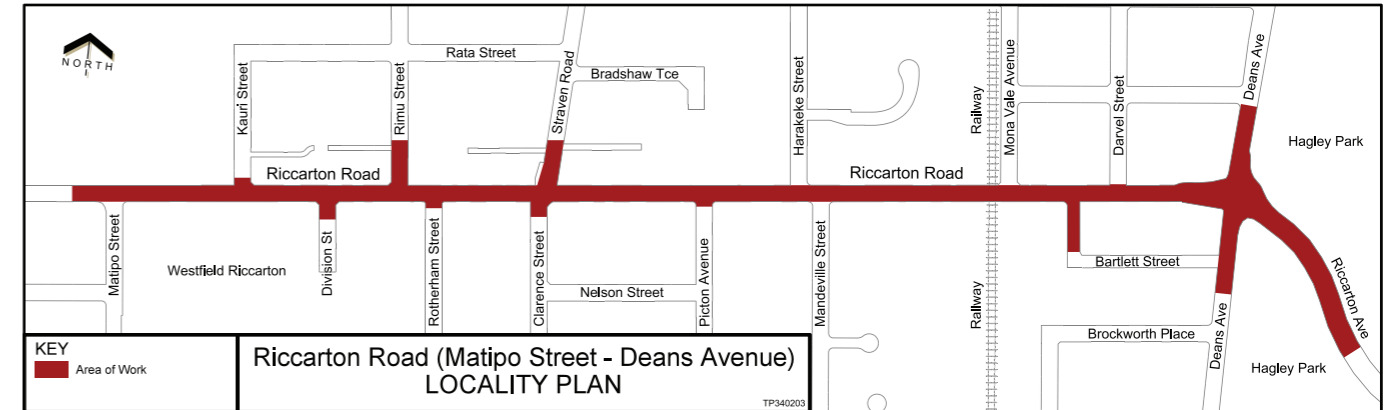 NORTH
Rata Street
Bradshaw Tce
Kauri Street
Rimu Street
Straven Road
Harakeke Street
Railway
Mona Vale Avenue
Darvel Street
Deans Ave
Hagley Park
Riccarton Road
Riccarton Road
Matipo Street
Westfield Riccarton
Division St
Rotherham Street
Clarence Street
Nelson Street
Picton Avenue
Mandeville Street
Railway
Bartlett Street
Brockworth Place
Deans Ave
Riccarton Ave
Hagley Park
KEY
Area of Work
Riccarton Road (Matipo Street - Deans Avenue)
LOCALITY PLAN
TP340203